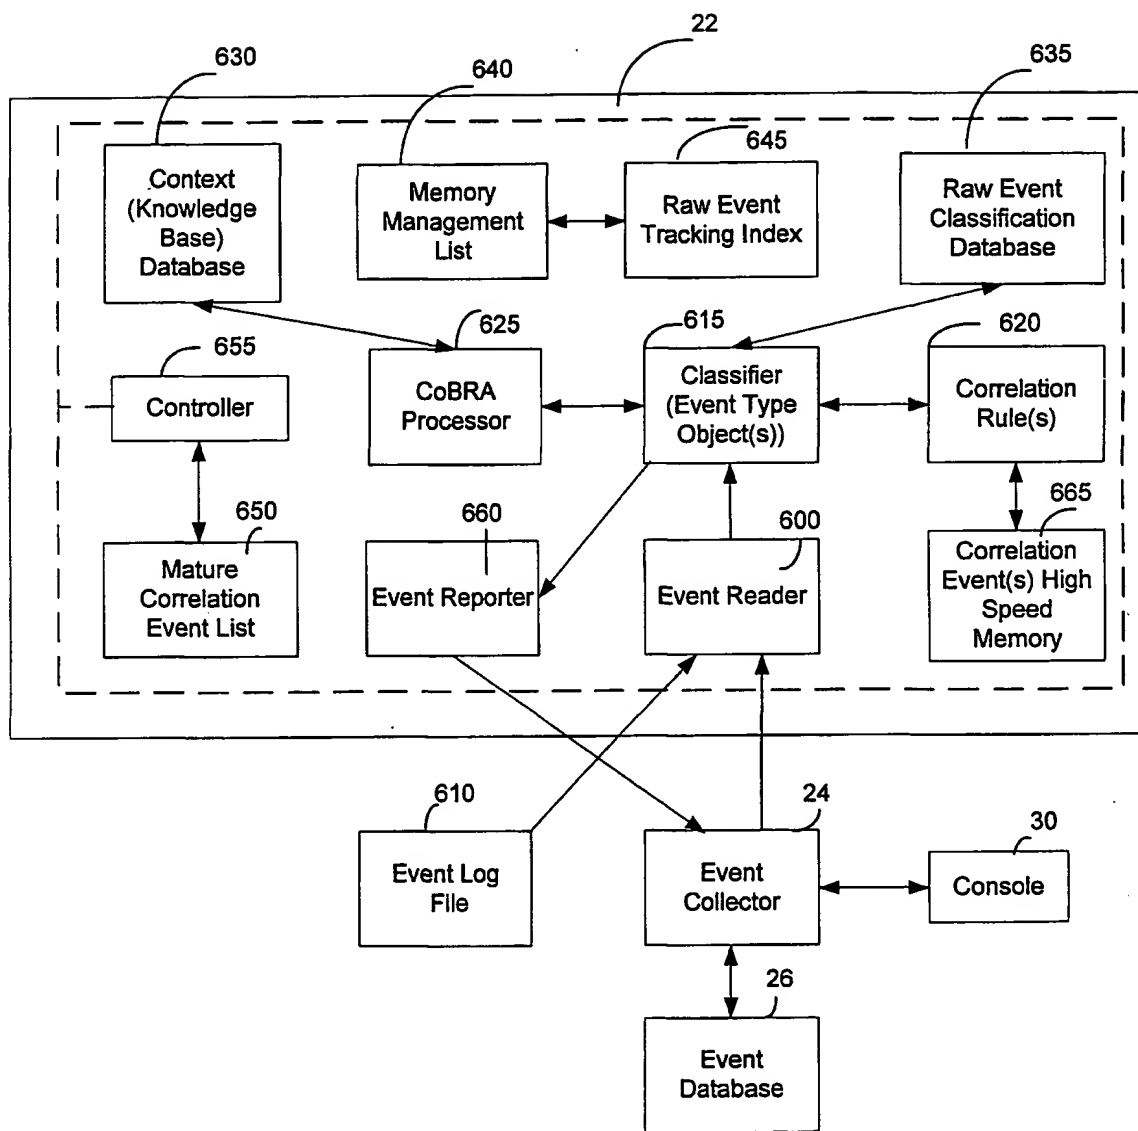 22
630
640
635
645
Context
(Knowledge
Base)
Database
Memory
Management
List
Raw Event
Tracking Index
Raw Event
Classification
Database
655
625
615
620
Controller
CoBRA
Processor
Classifier
(Event Type
Object(s))
Correlation
Rule(s)
650
660
600
665
Mature
Correlation
Event List
Event Reporter
Event Reader
Correlation
Event(s) High
Speed
Memory
610
24
30
Event Log
File
Event
Collector
Console
26
Event
Database